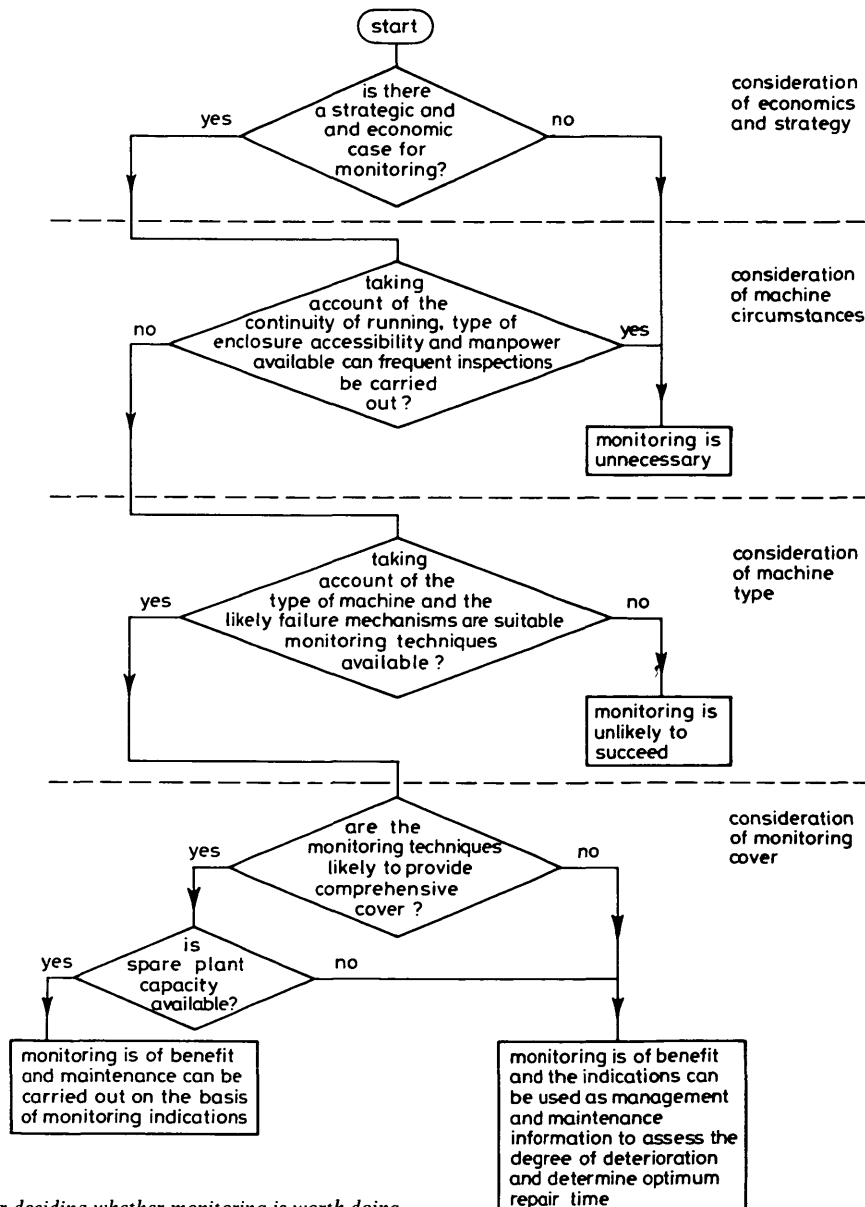 start
is there
a strategic and
and economic
case for
monitoring?
yes
no
consideration
of economics
and strategy
taking
account of the
continuity of running, type of
enclosure accessibility and manpower
available can frequent inspections
be carried
out?
no
yes
consideration
of machine
circumstances
monitoring is
unnecessary
taking
account of the
type of machine and the
likely failure mechanisms are suitable
monitoring techniques
available?
yes
no
consideration
of machine
type
monitoring is
unlikely to
succeed
are the
monitoring techniques
likely to provide
comprehensive
cover?
yes
no
consideration
of monitoring
cover
is
spare plant
capacity
available?
yes
no
monitoring is of benefit
and maintenance can be
carried out on the basis
of monitoring indications
monitoring is of benefit
and the indications can
be used as management
and maintenance
information to assess the
degree of deterioration
and determine optimum
repair time
deciding whether monitoring is worth doing